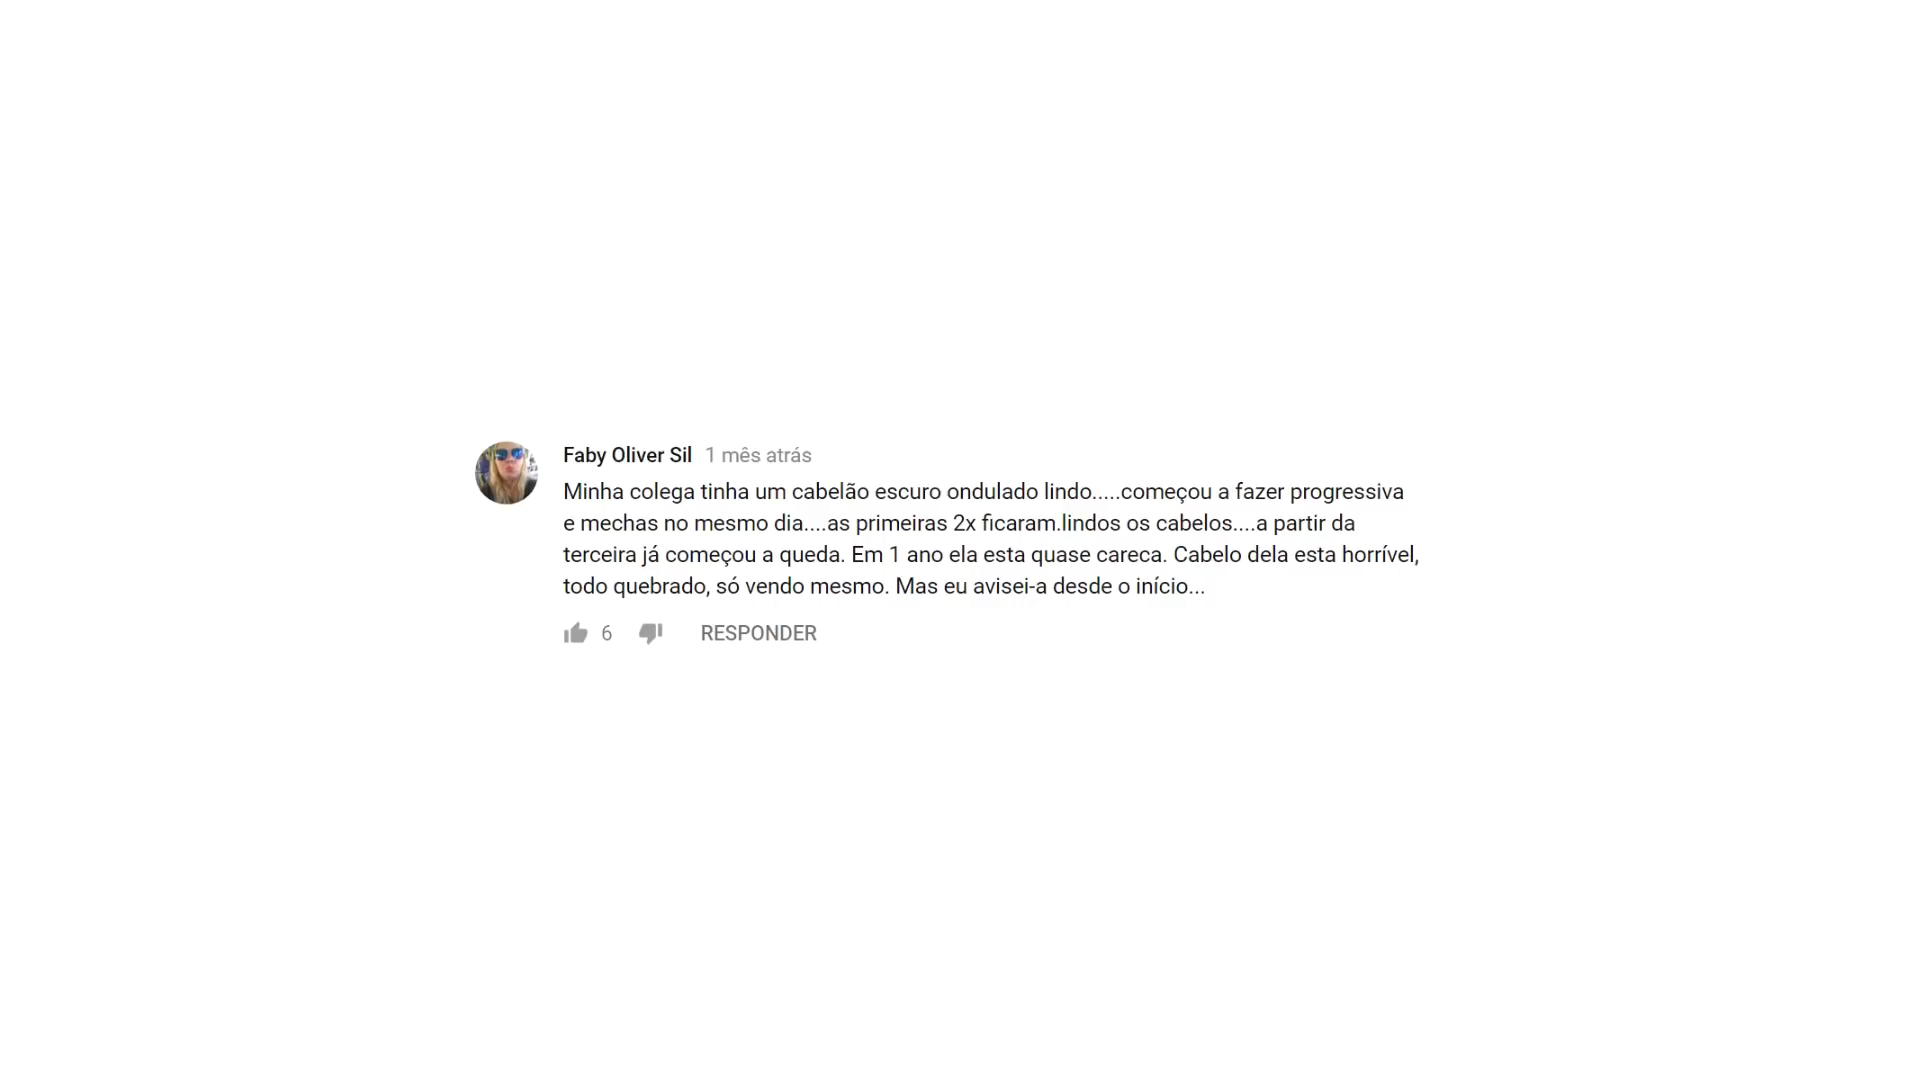 Faby Oliver Sil 1 mês atrás
Minha colega tinha um cabelão escuro ondulado lindo.....começou a fazer progressiva
e mechas no mesmo dia....as primeiras 2x ficaram.lindos os cabelos....a partir da
terceira já começou a queda. Em 1 ano ela esta quase careca. Cabelo dela esta horrível,
todo quebrado, só vendo mesmo. Mas eu avisei-a desde o início...
6 RESPONDER